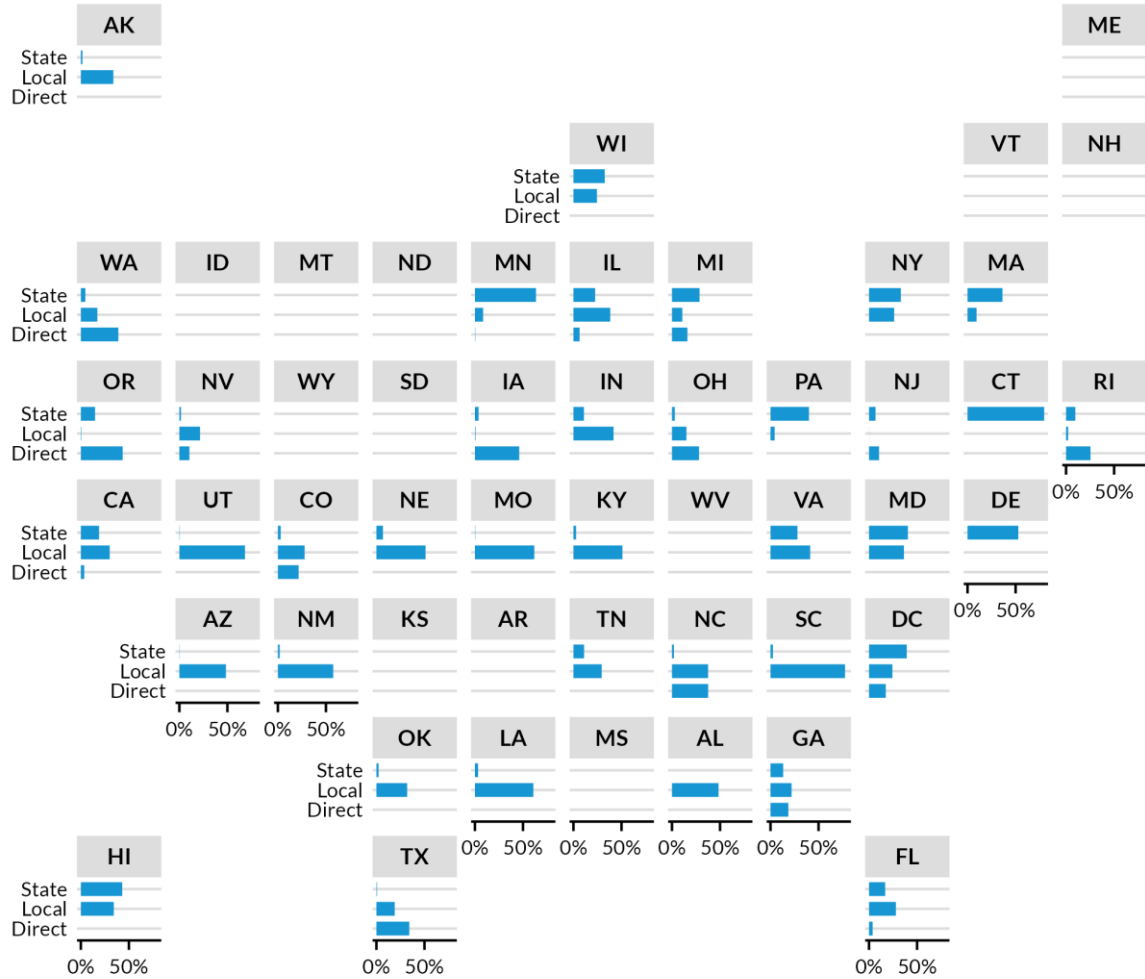 AK ME
State
Local
Direct
WI VT NH
State
Local
Direct
WA ID MT ND MN IL MI NY MA
State
Local
Direct
OR NV WY SD IA IN OH PA NJ CT RI
State
Local
Direct
0% 50%
CA UT CO NE MO KY WV VA MD DE
State
Local
Direct
0% 50%
AZ NM KS AR TN NC SC DC
State
Local
Direct
0% 50% 0% 50%
OK LA MS AL GA
State
Local
Direct
0% 50% 0% 50% 0% 50% 0% 50%
HI TX FL
State
Local
Direct
0% 50% 0% 50% 0% 50%